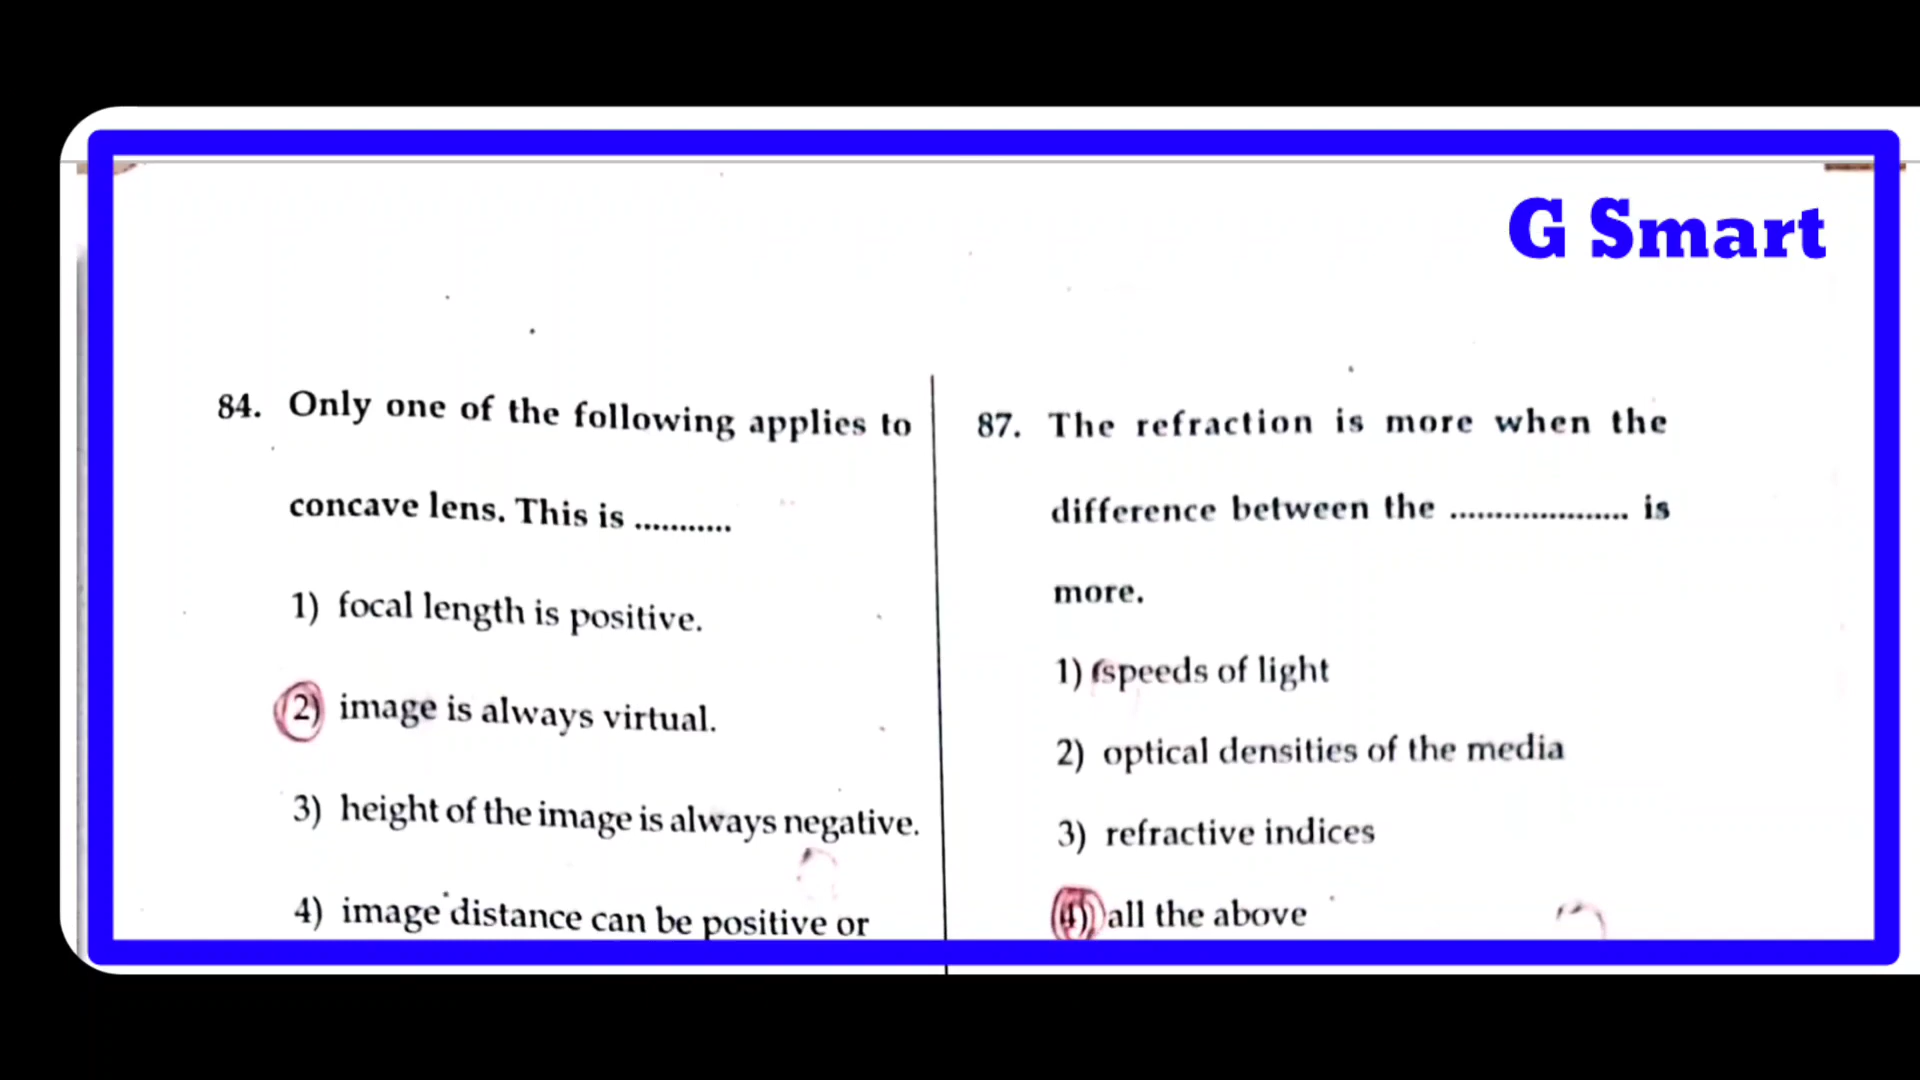 G Smart
84. Only one of the following applies to
concave lens. This is ...........
1) focal length is positive.
2) image is always virtual.
3) height of the image is always negative.
4) image distance can be positive or
87. The refraction is more when the
difference between the .................... is
more.
1) speeds of light
2) optical densities of the media
3) refractive indices
4) all the above